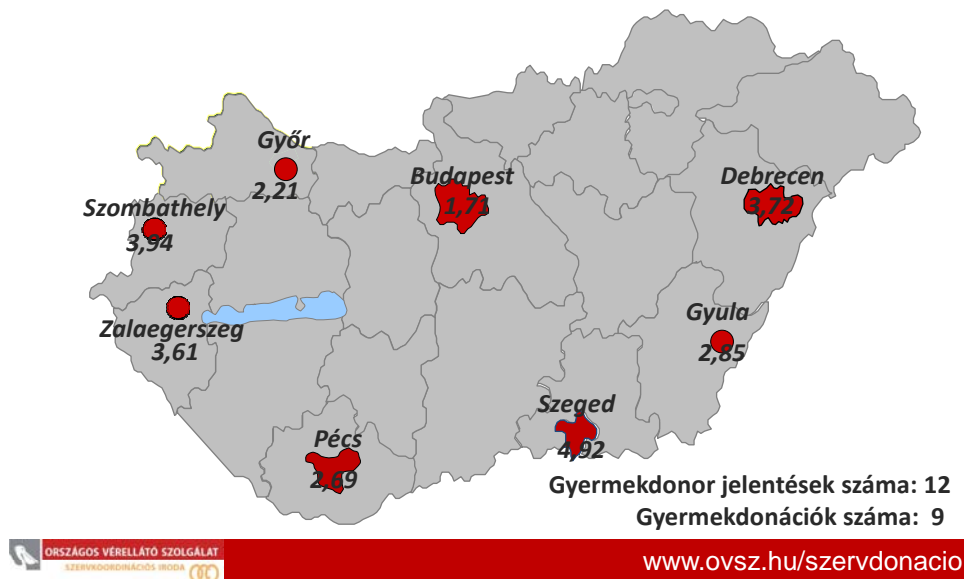 Győr
2,21
Budapest
1,71
Debrecen
3,72
Szombathely
3,94
Zalaegerszeg
3,61
Gyula
2,85
Szeged
4,92
Pécs
2,69
Gyermekdonor jelentések száma: 12
Gyermekdonációk száma: 9
ORSZÁGOS VÉRELLÁTÓ SZOLGÁLAT
SZERVKOORDINÁCIÓS IRODA
www.ovsz.hu/szervdonacio